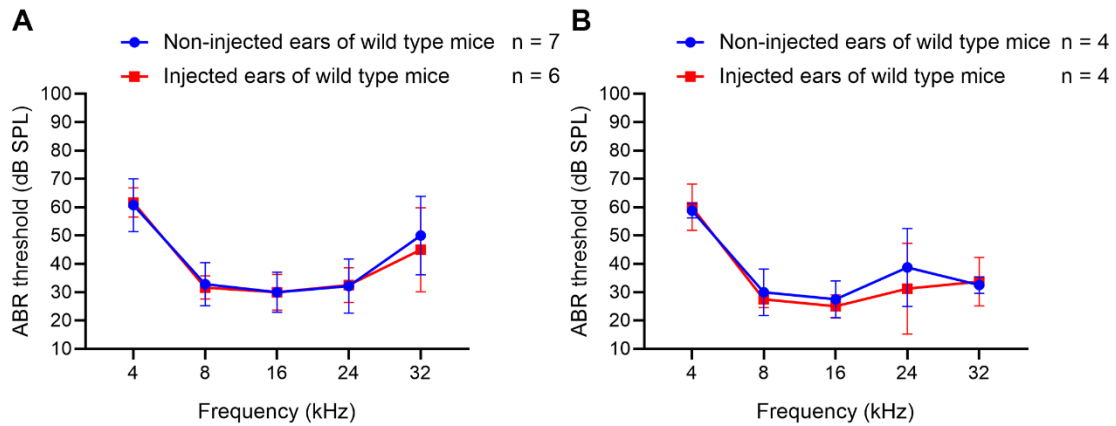 A
Non-injected ears of wild type mice n = 7
Injected ears of wild type mice n = 6
ABR threshold (dB SPL)
100
90
80
70
60
50
40
30
20
10
4 8 16 24 32
Frequency (kHz)
B
Non-injected ears of wild type mice n = 4
Injected ears of wild type mice n = 4
ABR threshold (dB SPL)
100
90
80
70
60
50
40
30
20
10
4 8 16 24 32
Frequency (kHz)